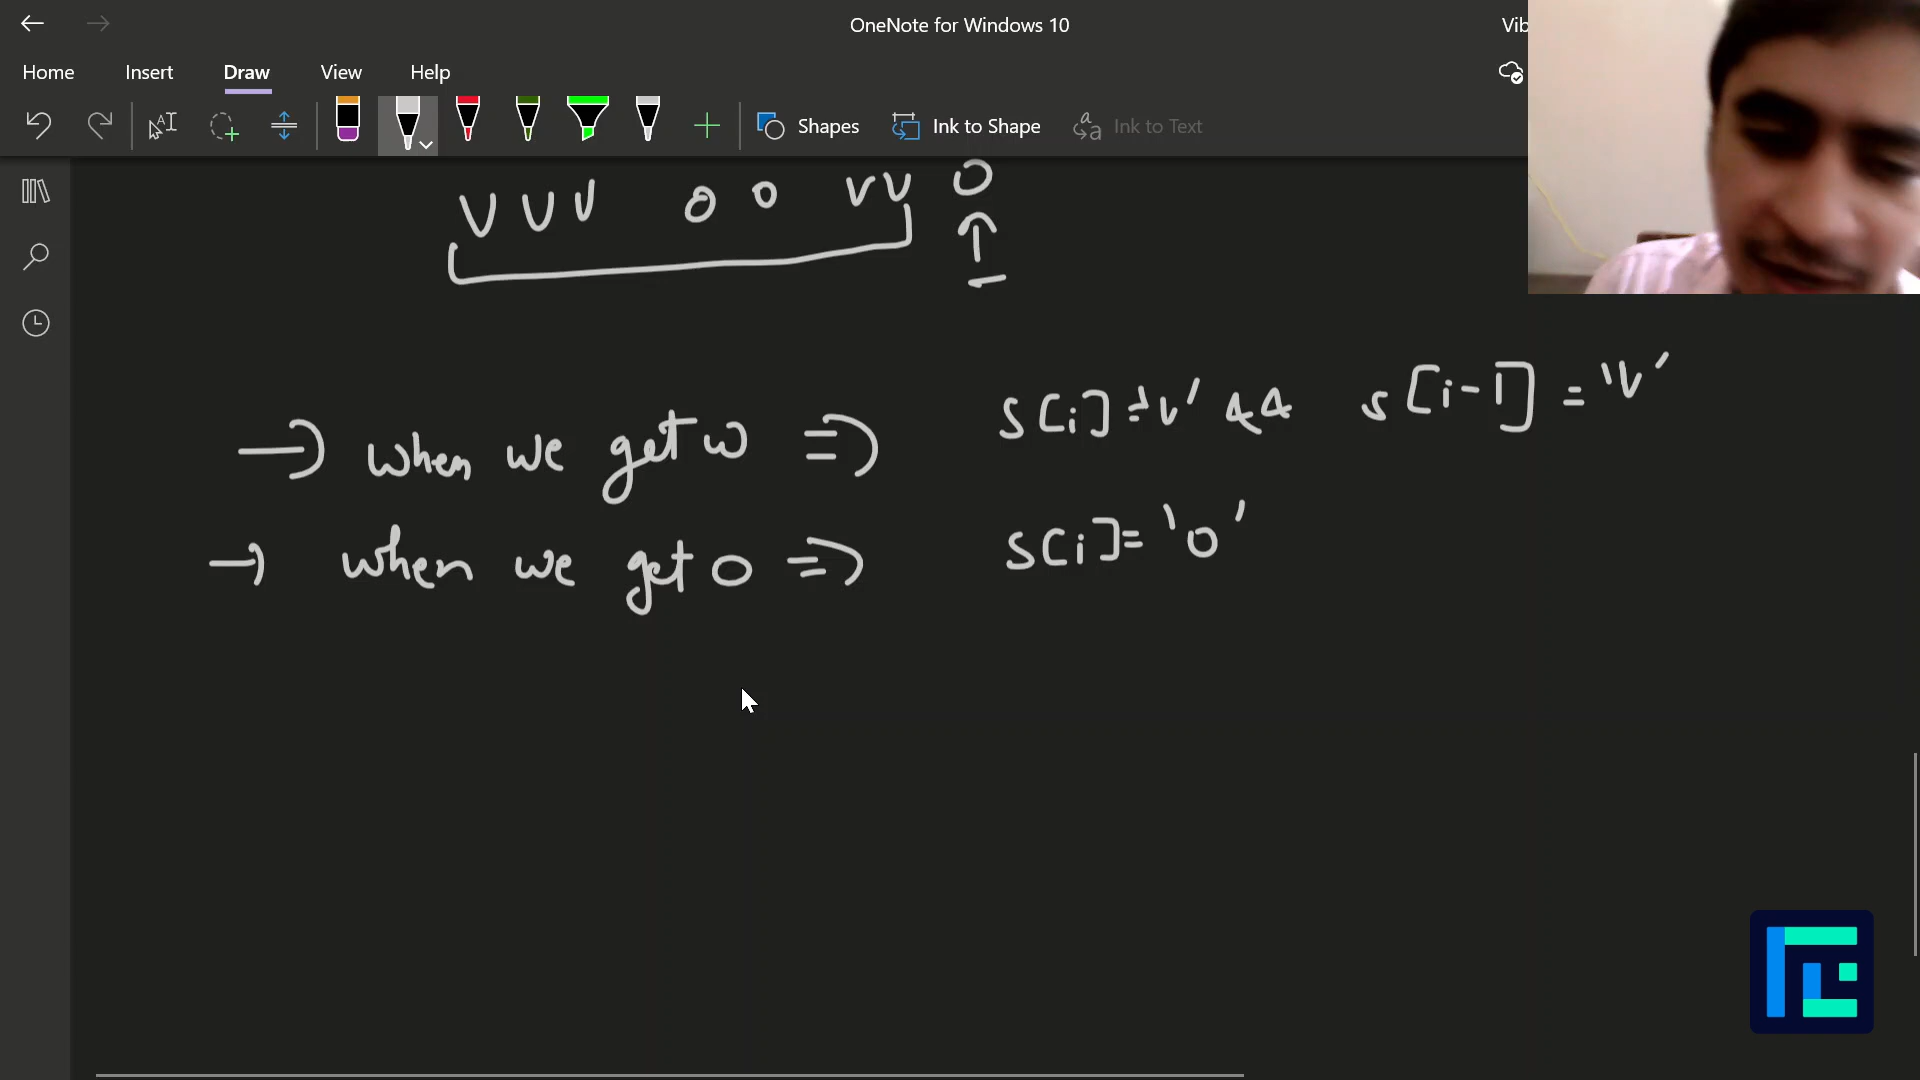 OneNote for Windows 10
Vib
Home Insert Draw View Help
Shapes Ink to Shape Ink to Text
v v v o o v v o
→ when we get w ⇒ s[i]='v' && s[i-1]='v'
→ when we get o ⇒ s[i]='o'